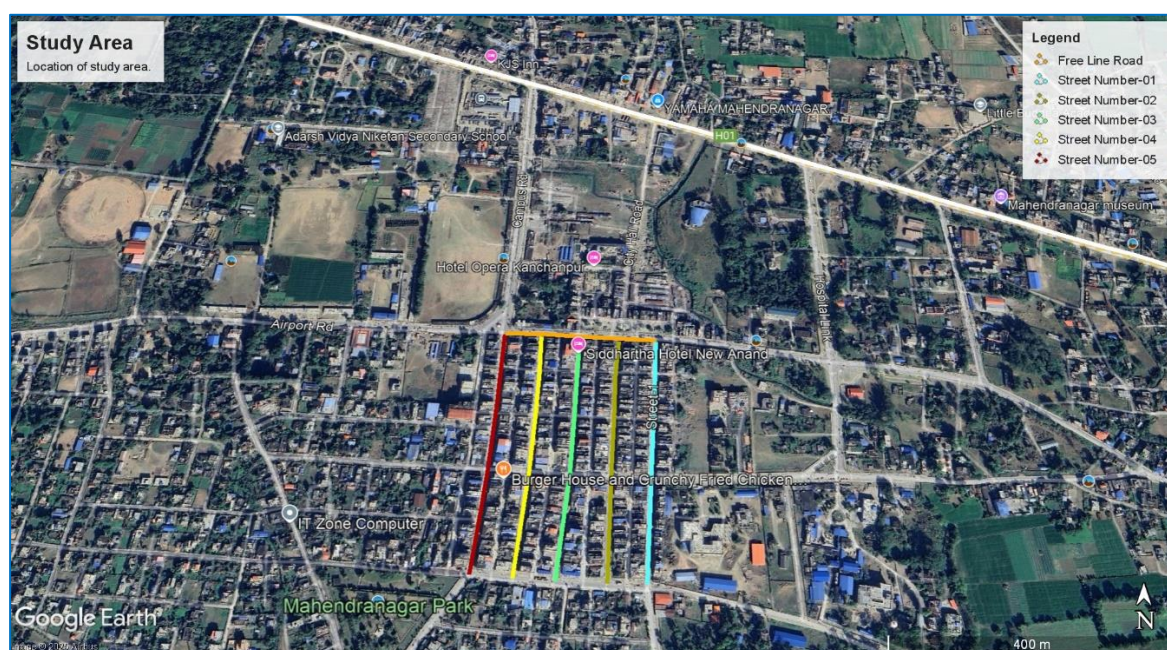 Study Area
Location of study area.
Legend
Free Line Road
Street Number-01
Street Number-02
Street Number-03
Street Number-04
Street Number-05
KJS Inn
YAMAHA MAHENDRANAGAR
H01
Adarsh Vidya Niketan Secondary School
Campus Rd
Mahendranagar museum
Hotel Opera Kanchanpur
Airport Rd
Siddhartha Hotel New Anand
Street
Burger House and Crunchy Fried Chicken...
IT Zone Computer
Mahendranagar Park
Google Earth
N
400 m